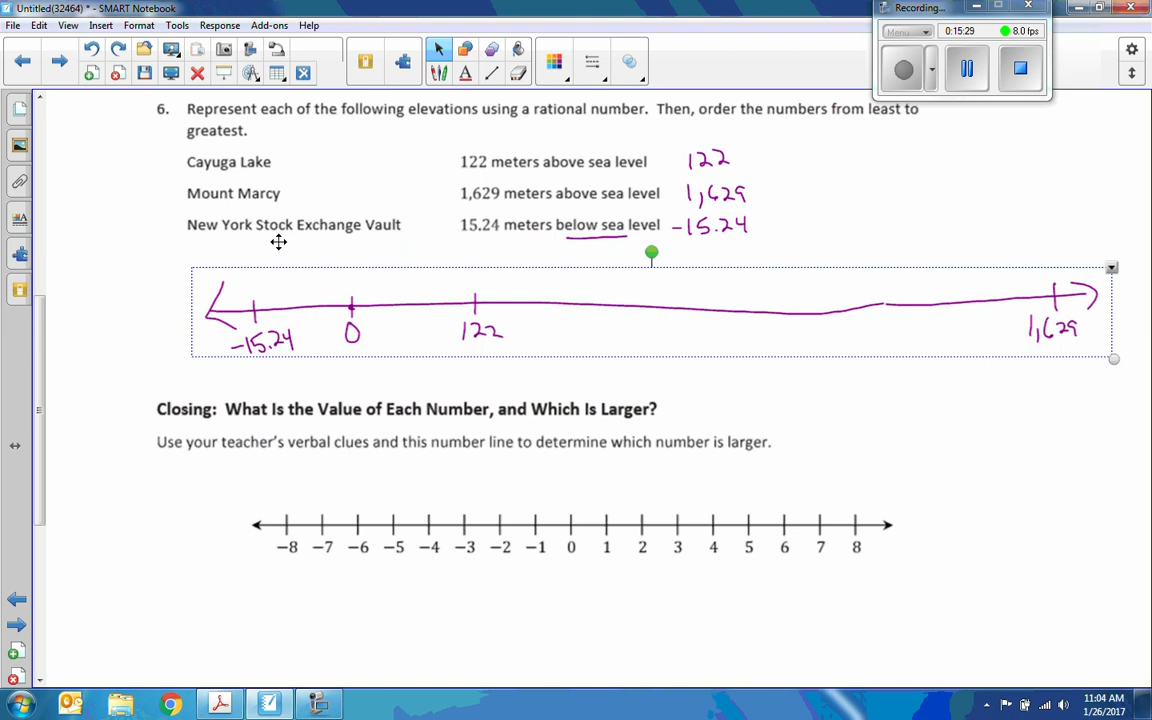 Untitled(32464) * - SMART Notebook
Recording...
File Edit View Insert Format Tools Response Add-ons Help
Menu 0:15:29 8.0 fps
6. Represent each of the following elevations using a rational number. Then, order the numbers from least to
greatest.
Cayuga Lake 122 meters above sea level 122
Mount Marcy 1,629 meters above sea level 1,629
New York Stock Exchange Vault 15.24 meters below sea level -15.24
-15.24 0 122 1,629
Closing: What Is the Value of Each Number, and Which Is Larger?
Use your teacher's verbal clues and this number line to determine which number is larger.
−8 −7 −6 −5 −4 −3 −2 −1 0 1 2 3 4 5 6 7 8
11:04 AM
1/26/2017